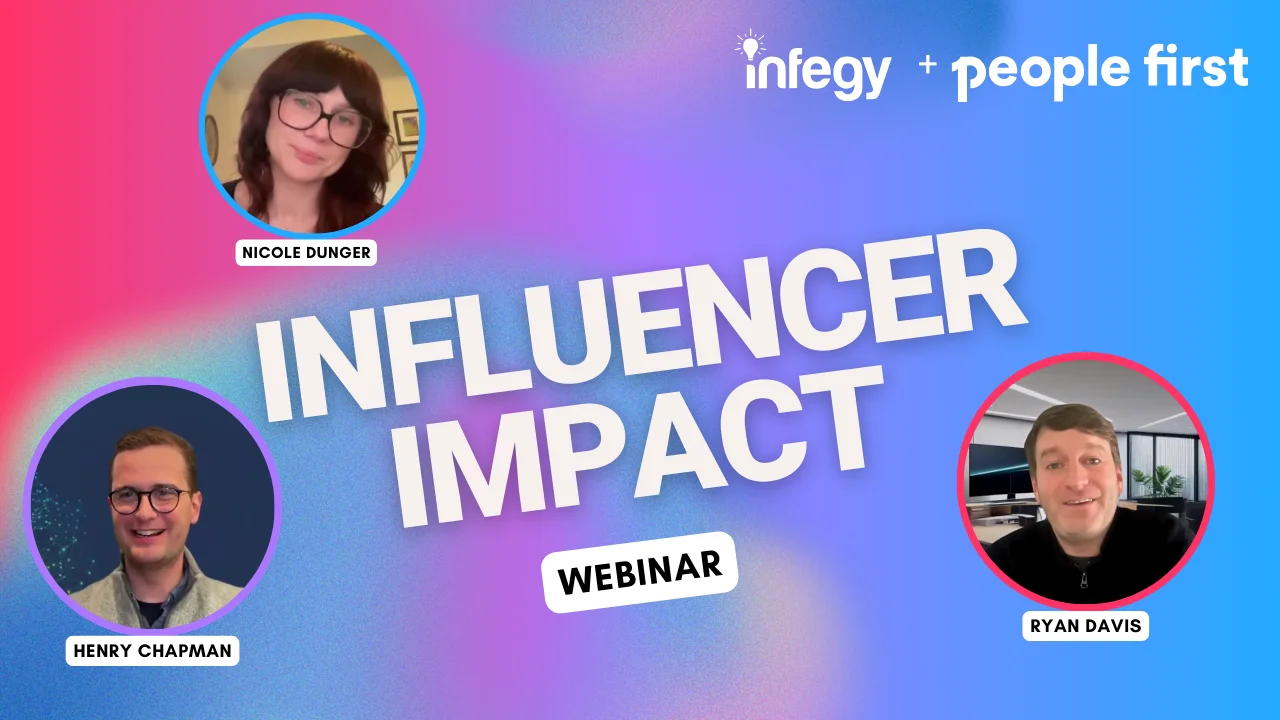 infegy + people first
NICOLE DUNGER
INFLUENCER
IMPACT
WEBINAR
HENRY CHAPMAN
RYAN DAVIS